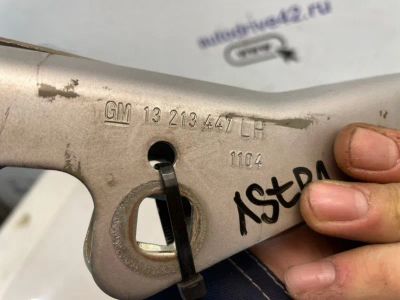 autodrive42.ru
GM 13 213 447 LH
1104
ASTRA